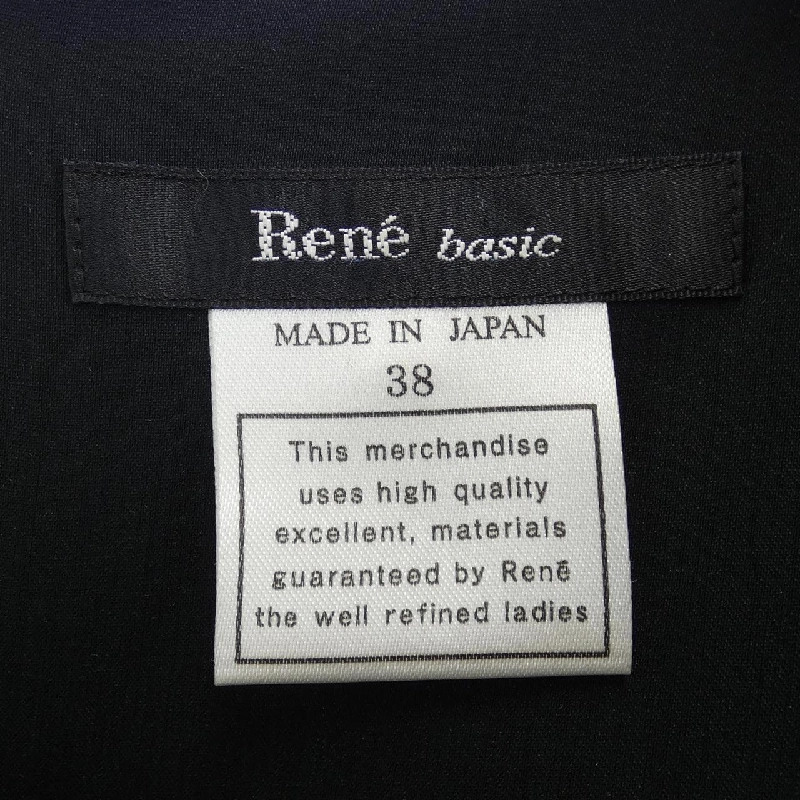 René basic
MADE IN JAPAN
38
This merchandise
uses high quality
excellent, materials
guaranteed by René
the well refined ladies